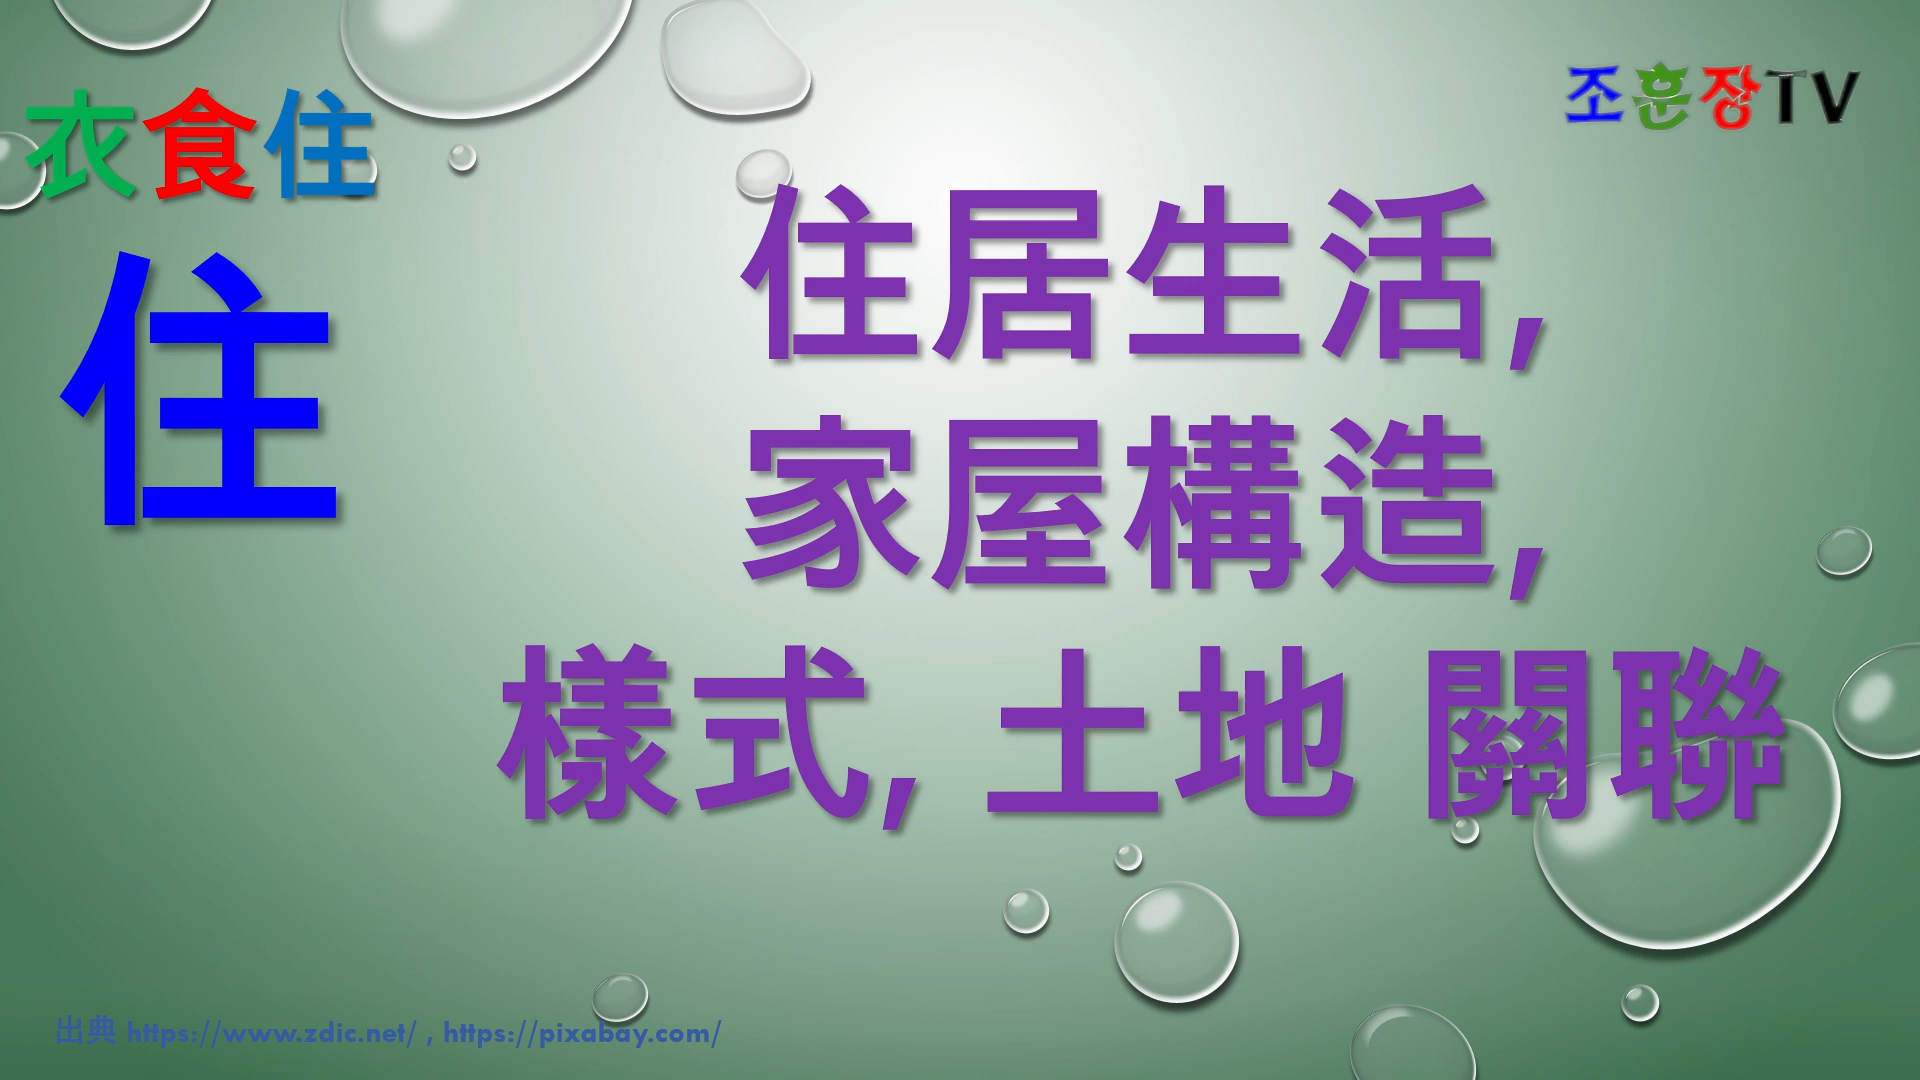 衣食住
조훈장TV
住
住居生活,
家屋構造,
樣式, 土地 關聯
出典 https://www.zdic.net/ , https://pixabay.com/